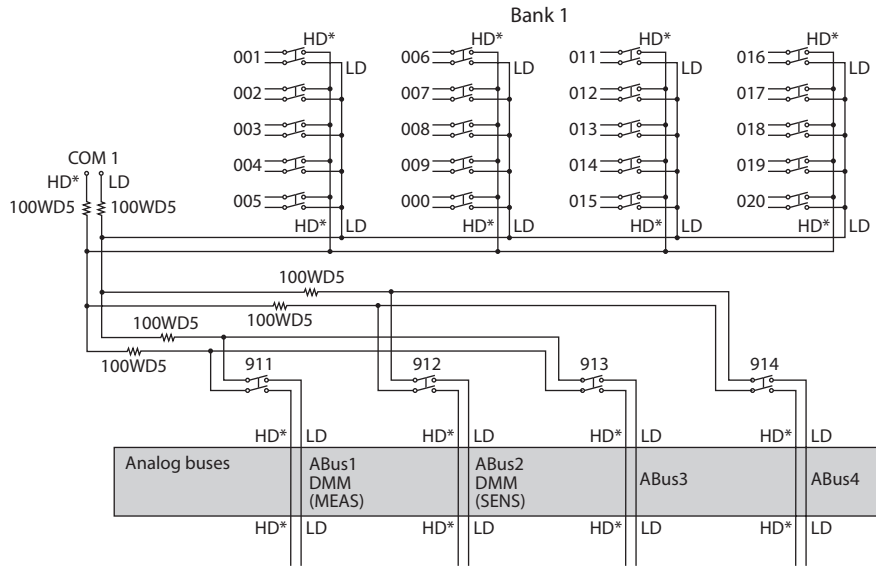 Bank 1
HD* HD* HD* HD*
001 006 011 016
LD LD LD LD
002 007 012 017
003 008 013 018
COM 1
004 009 014 019
HD* LD
005 000 015 020
100WD5 100WD5
HD* LD HD* LD HD* LD HD* LD
100WD5
100WD5
100WD5
100WD5
911 912 913 914
HD* LD HD* LD HD* LD HD* LD
Analog buses
ABus1
DMM
(MEAS)
ABus2
DMM
(SENS)
ABus3
ABus4
HD* LD HD* LD HD* LD HD* LD